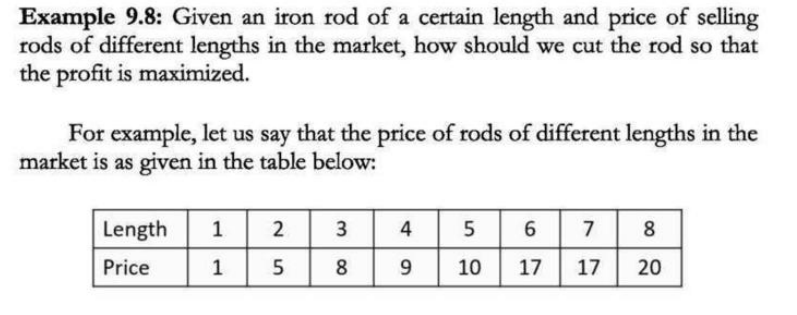 Example 9.8: Given an iron rod of a certain length and price of selling
rods of different lengths in the market, how should we cut the rod so that
the profit is maximized.
For example, let us say that the price of rods of different lengths in the
market is as given in the table below:
Length 1 2 3 4 5 6 7 8
Price 1 5 8 9 10 17 17 20